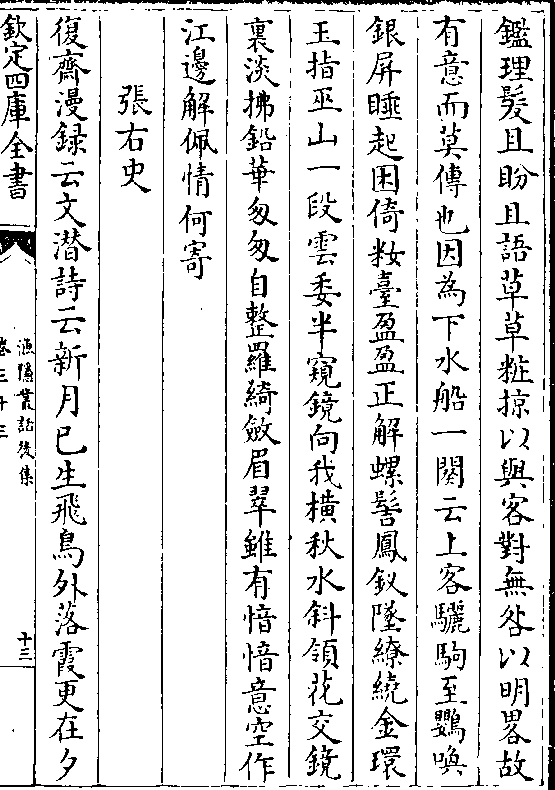 鑑理髮且盼且語草草粧掠以與客對無咎以明畧故
有意而莫傳也因為下水船一闋云上客驪駒至鸚喚
銀屏睡起困倚粧臺盈盈正解螺髻鳳釵墜繚繞金環
玉指巫山一段雲委半窺鏡向我橫秋水斜領花交鏡
裏淡拂鉛華匆匆自整羅綺斂眉翠雖有愔愔意空作
江邊解佩情何寄
張右史
復齋漫録云文潛詩云新月已生飛鳥外落霞更在夕
欽定四庫全書
漁隱叢話後集
卷三十三
十三